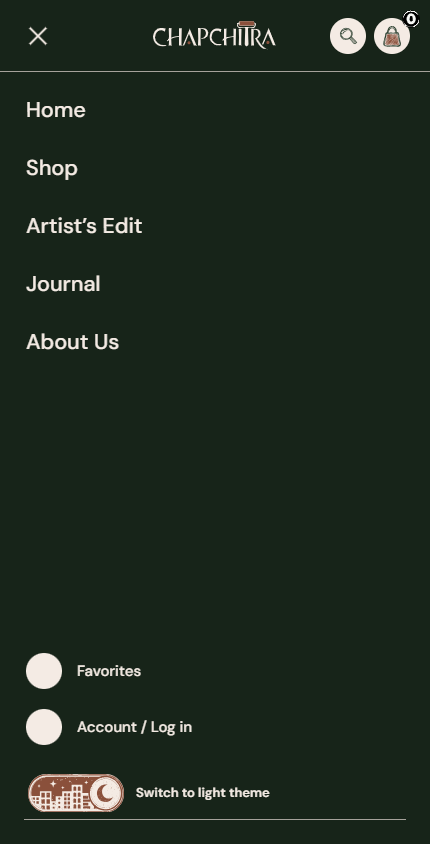 CHAPCHITRA
0
Home
Shop
Artist’s Edit
Journal
About Us
Favorites
Account / Log in
Switch to light theme